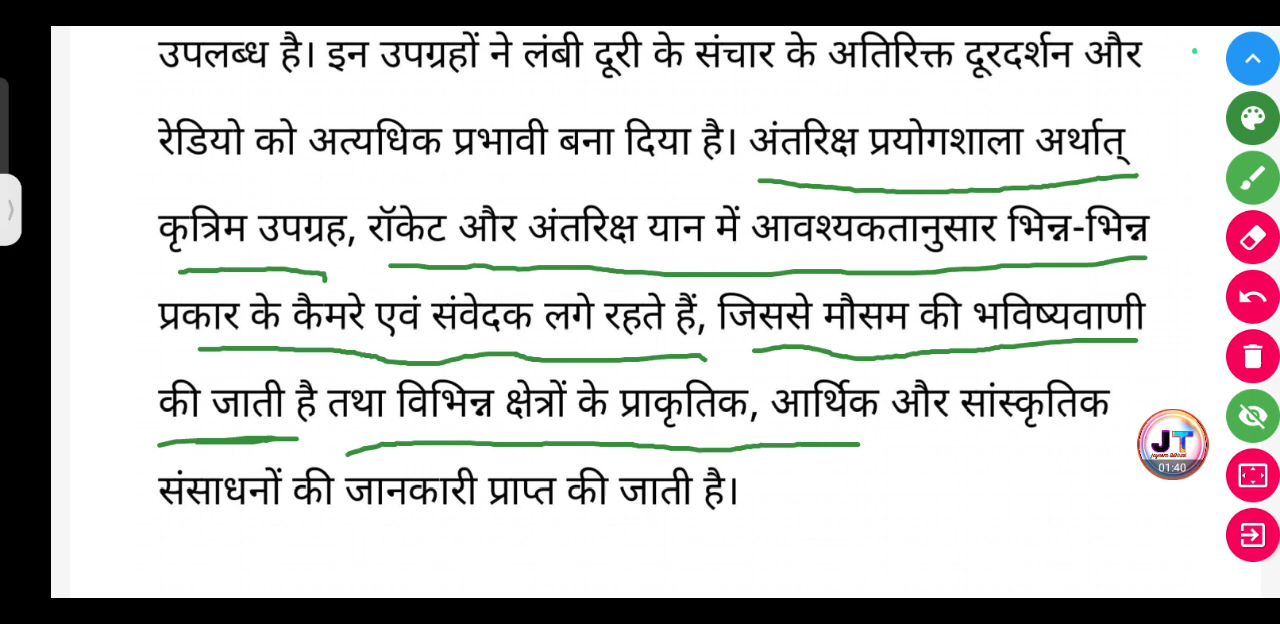 उपलब्ध है। इन उपग्रहों ने लंबी दूरी के संचार के अतिरिक्त दूरदर्शन और
रेडियो को अत्यधिक प्रभावी बना दिया है। अंतरिक्ष प्रयोगशाला अर्थात्
कृत्रिम उपग्रह, रॉकेट और अंतरिक्ष यान में आवश्यकतानुसार भिन्न-भिन्न
प्रकार के कैमरे एवं संवेदक लगे रहते हैं, जिससे मौसम की भविष्यवाणी
की जाती है तथा विभिन्न क्षेत्रों के प्राकृतिक, आर्थिक और सांस्कृतिक
संसाधनों की जानकारी प्राप्त की जाती है।
JT
01:40